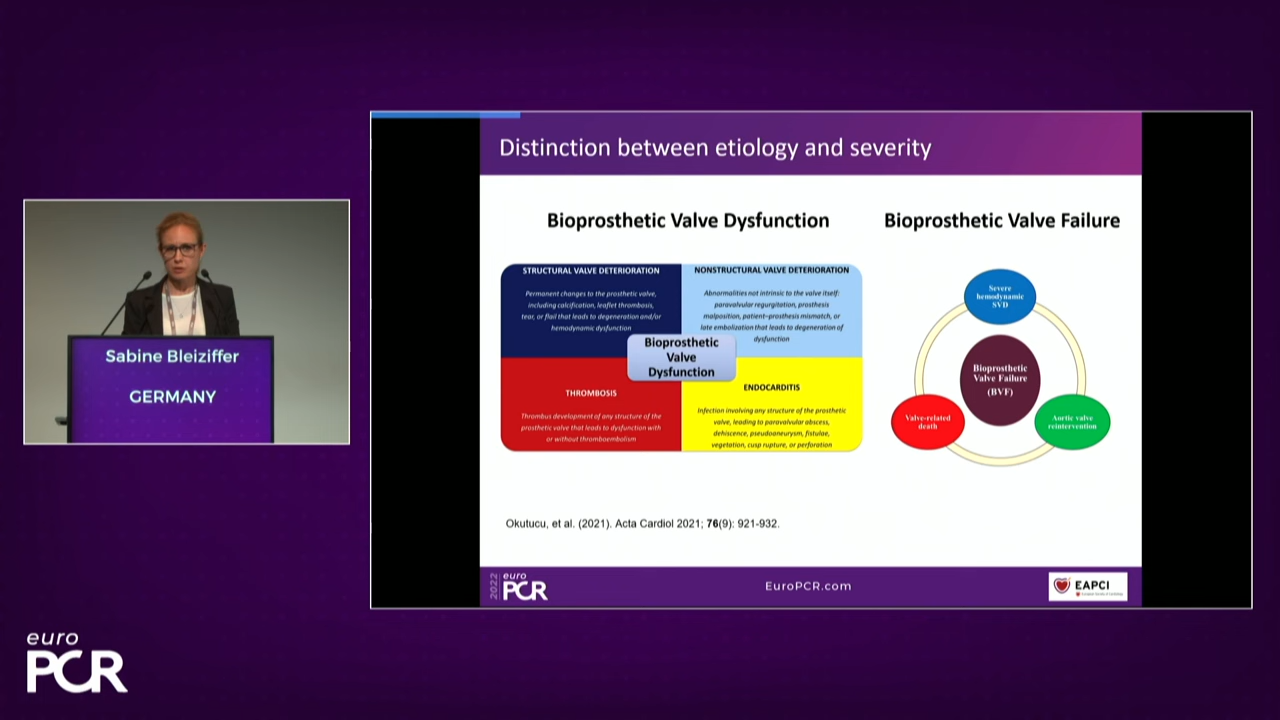 Distinction between etiology and severity
Bioprosthetic Valve Dysfunction
STRUCTURAL VALVE DETERIORATION
Permanent changes to the prosthetic valve,
including calcification, leaflet thrombosis,
tear, or flail that leads to degeneration and/or
hemodynamic dysfunction
NONSTRUCTURAL VALVE DETERIORATION
Abnormalities not intrinsic to the valve itself:
paravalvular regurgitation, prosthesis
malposition, patient–prosthesis mismatch, or
late embolization that leads to degeneration of
dysfunction
Bioprosthetic
Valve
Dysfunction
THROMBOSIS
Thrombus development of any structure of the
prosthetic valve that leads to dysfunction with
or without thromboembolism
ENDOCARDITIS
Infection involving any structure of the prosthetic
valve, leading to paravalvular abscess,
dehiscence, pseudoaneurysm, fistulae,
vegetation, cusp rupture, or perforation
Bioprosthetic Valve Failure
Severe
hemodynamic
SVD
Bioprosthetic
Valve Failure
(BVF)
Valve-related
death
Aortic valve
reintervention
Okutucu, et al. (2021). Acta Cardiol 2021; 76(9): 921-932.
2022
euro
PCR
EuroPCR.com
EAPCI
Sabine Bleiziffer
GERMANY
euro
PCR